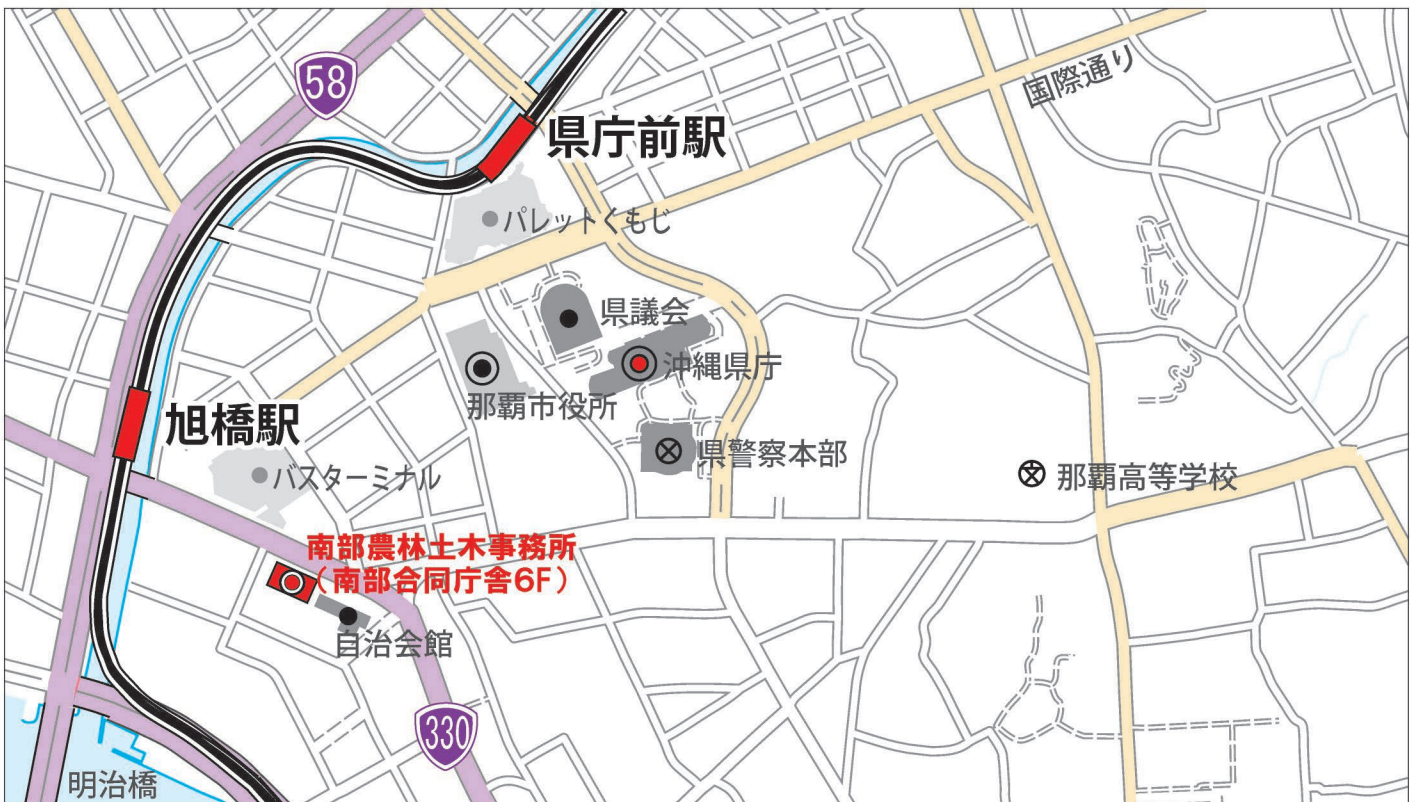 58
国際通り
県庁前駅
パレットくもじ
県議会
沖縄県庁
那覇市役所
旭橋駅
県警察本部
バスターミナル
那覇高等学校
南部農林土木事務所
（南部合同庁舎6F）
自治会館
330
明治橋